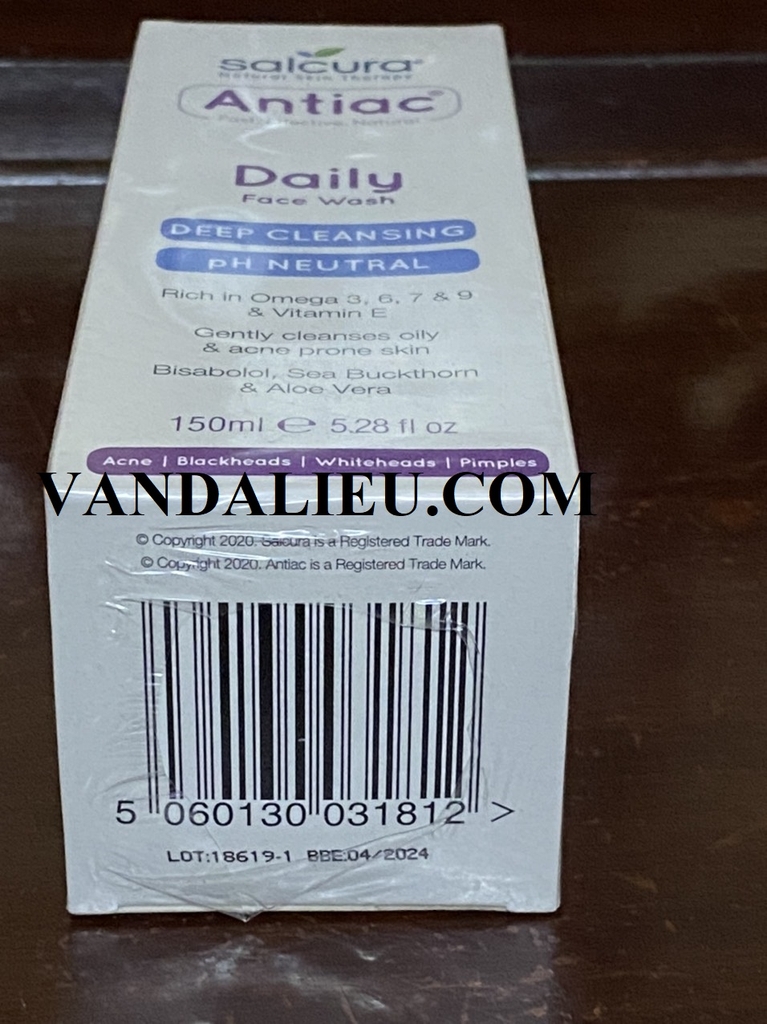 salcura®
Natural Skin Therapy
Antiac®
Fast, Effective, Natural
Daily
Face Wash
DEEP CLEANSING
pH NEUTRAL
Rich in Omega 3, 6, 7 & 9
& Vitamin E
Gently cleanses oily
& acne prone skin
Bisabolol, Sea Buckthorn
& Aloe Vera
150ml ℮ 5.28 fl oz
Acne | Blackheads | Whiteheads | Pimples
VANDALIEU.COM
© Copyright 2020. Salcura is a Registered Trade Mark.
© Copyright 2020. Antiac is a Registered Trade Mark.
5 060130 031812 >
LOT:18619-1 BBE:04/2024